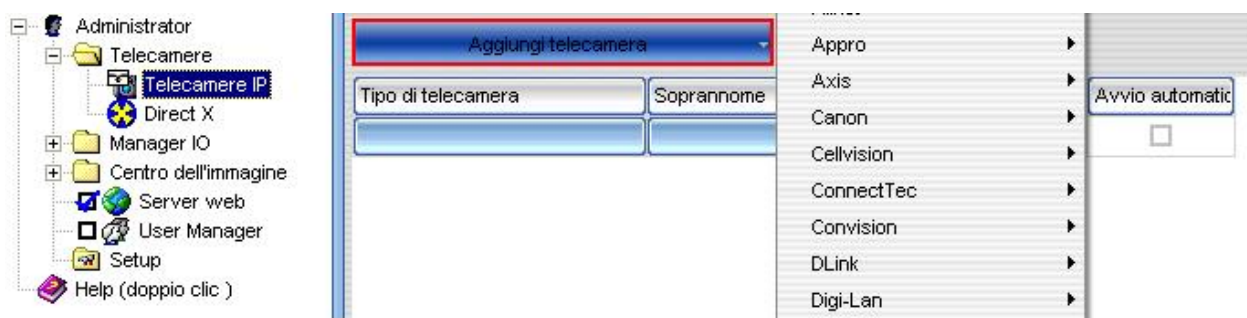 Administrator
Telecamere
Telecamere IP
Direct X
Manager IO
Centro dell'immagine
Server web
User Manager
Setup
Help (doppio clic )
Aggiungi telecamera
Tipo di telecamera
Soprannome
Avvio automatic
Appro
Axis
Canon
Cellvision
ConnectTec
Convision
DLink
Digi-Lan